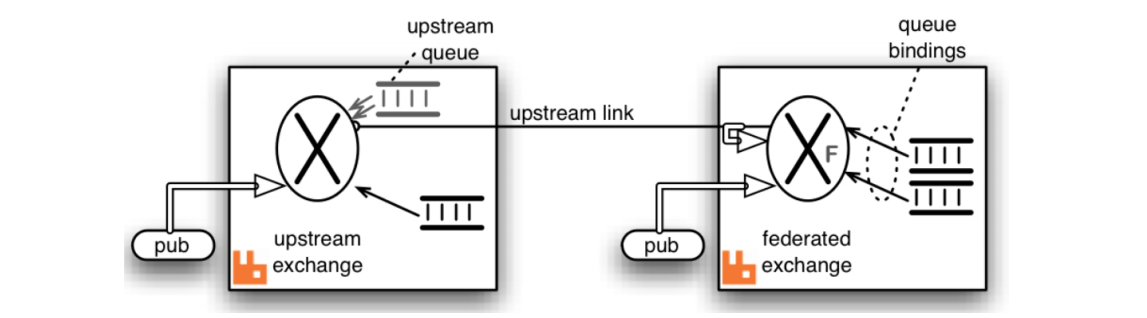 upstream
queue
queue
bindings
upstream link
F
pub
upstream
exchange
pub
federated
exchange